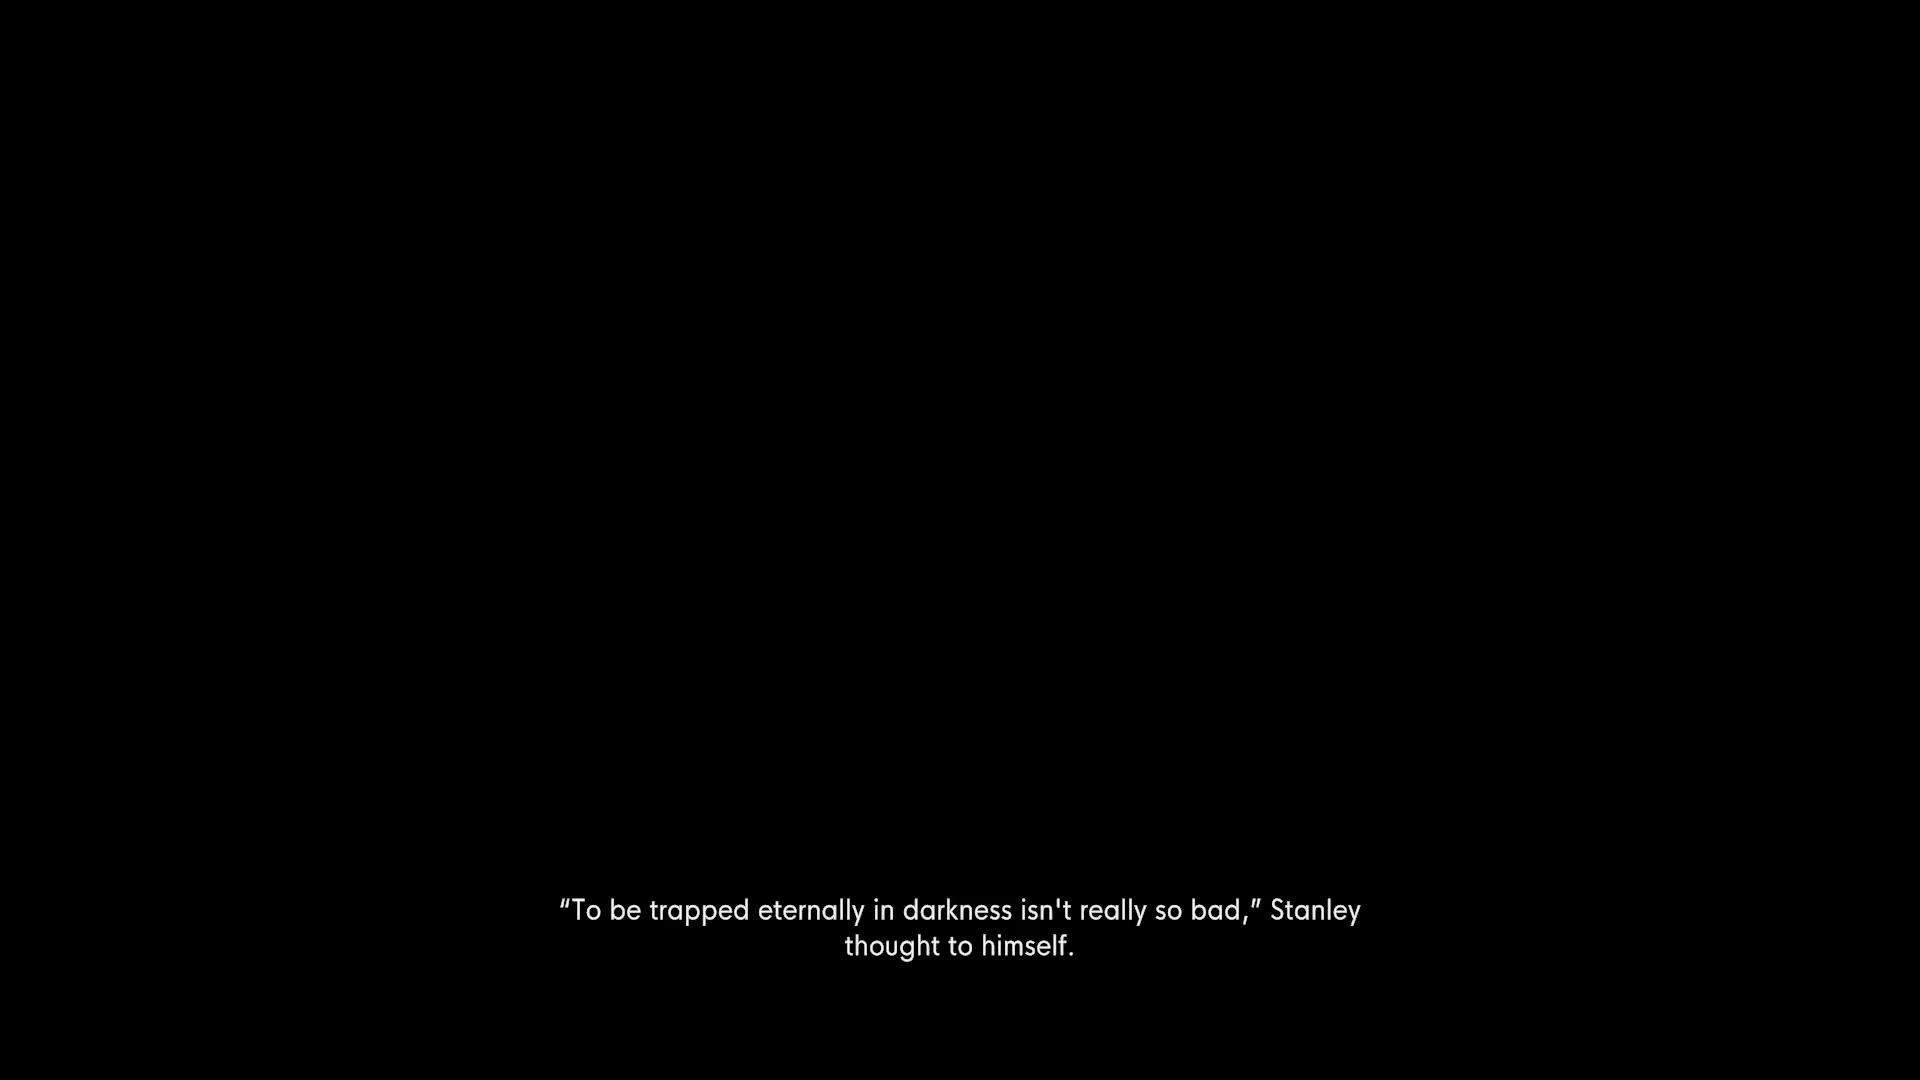 “To be trapped eternally in darkness isn't really so bad,” Stanley
thought to himself.